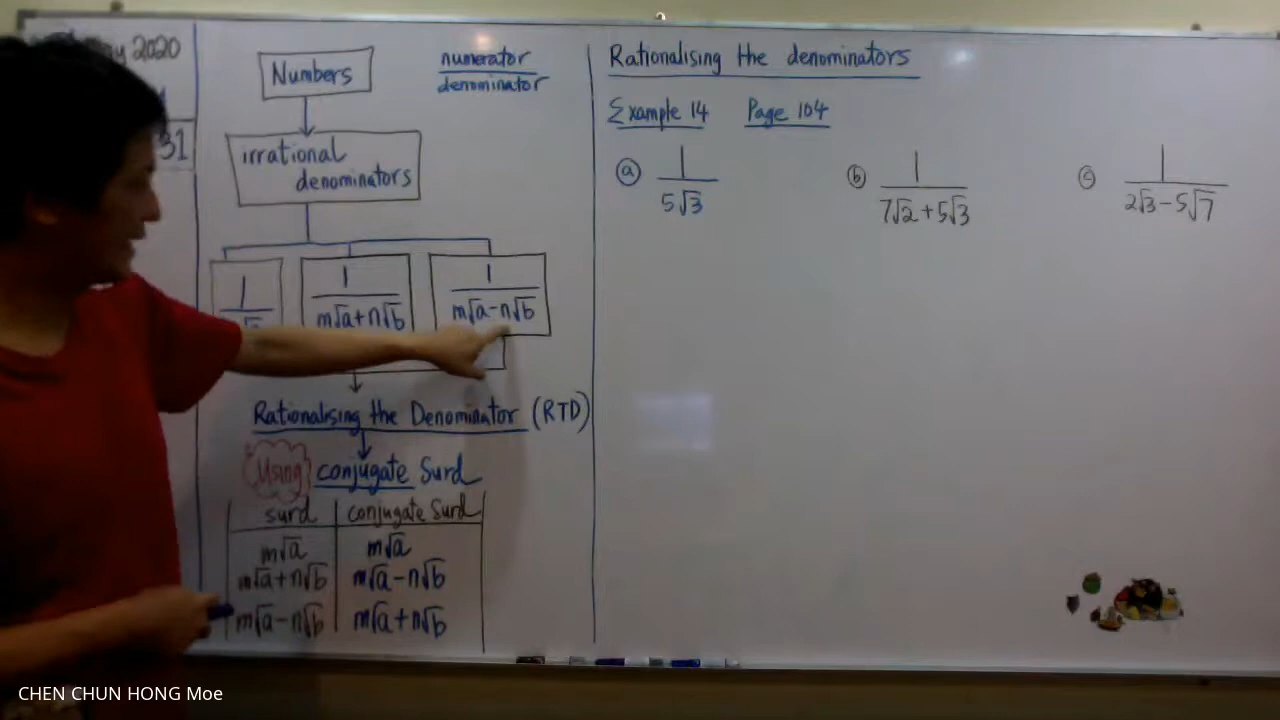 May 2020
31
Numbers
irrational
denominators
1
1
m√a+n√b
1
m√a-n√b
Rationalising the Denominator (RTD)
Using conjugate Surd
surd conjugate Surd
m√a m√a
m√a+n√b m√a-n√b
m√a-n√b m√a+n√b
numerator
denominator
Rationalising the denominators
Example 14 Page 104
ⓐ 1
5√3
ⓑ 1
7√2+5√3
ⓒ 1
2√3-5√7
CHEN CHUN HONG Moe